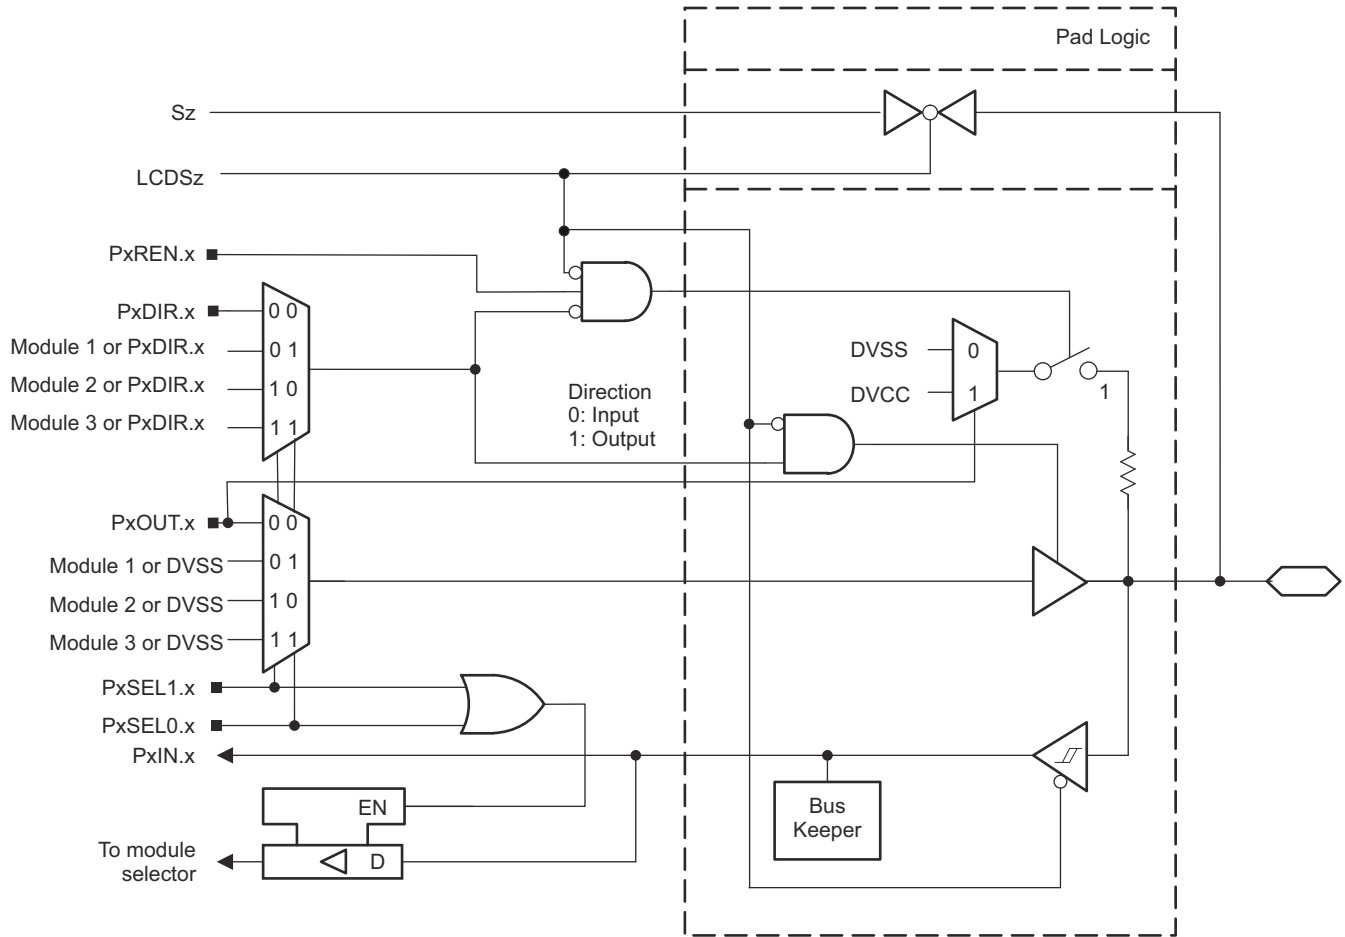 Pad Logic
Sz
LCDSz
PxREN.x
PxDIR.x
0 0
Module 1 or PxDIR.x
0 1
Module 2 or PxDIR.x
1 0
Module 3 or PxDIR.x
1 1
Direction
0: Input
1: Output
DVSS
0
DVCC
1
1
PxOUT.x
0 0
Module 1 or DVSS
0 1
Module 2 or DVSS
1 0
Module 3 or DVSS
1 1
PxSEL1.x
PxSEL0.x
PxIN.x
EN
Bus
Keeper
To module
selector
D